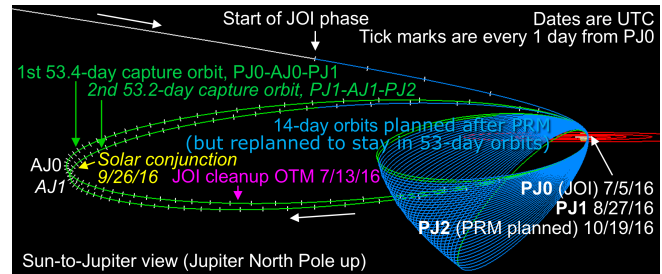 Start of JOI phase
Dates are UTC
Tick marks are every 1 day from PJ0
1st 53.4-day capture orbit, PJ0-AJ0-PJ1
2nd 53.2-day capture orbit, PJ1-AJ1-PJ2
14-day orbits planned after PRM
(but replanned to stay in 53-day orbits)
AJ0
AJ1
Solar conjunction
9/26/16
JOI cleanup OTM 7/13/16
PJ0 (JOI) 7/5/16
PJ1 8/27/16
PJ2 (PRM planned) 10/19/16
Sun-to-Jupiter view (Jupiter North Pole up)